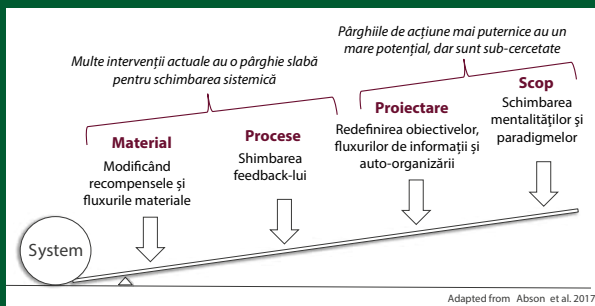 Multe intervenții actuale au o pârghie slabă
pentru schimbarea sistemică
Pârghiile de acțiune mai puternice au un
mare potențial, dar sunt sub-cercetate
Material
Modificând
recompensele și
fluxurile materiale
Procese
Shimbarea
feedback-lui
Proiectare
Redefinirea obiectivelor,
fluxurilor de informații și
auto-organizării
Scop
Schimbarea
mentalităților și
paradigmelor
System
Adapted from Abson et al. 2017